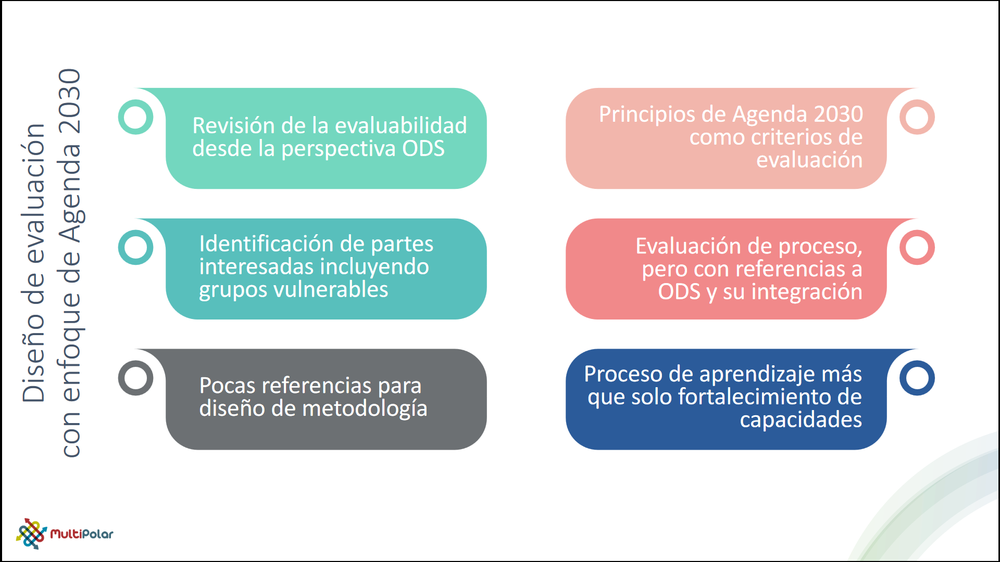 Diseño de evaluación
con enfoque de Agenda 2030
Revisión de la evaluabilidad
desde la perspectiva ODS
Identificación de partes
interesadas incluyendo
grupos vulnerables
Pocas referencias para
diseño de metodología
Principios de Agenda 2030
como criterios de
evaluación
Evaluación de proceso,
pero con referencias a
ODS y su integración
Proceso de aprendizaje más
que solo fortalecimiento de
capacidades
MultiPolar